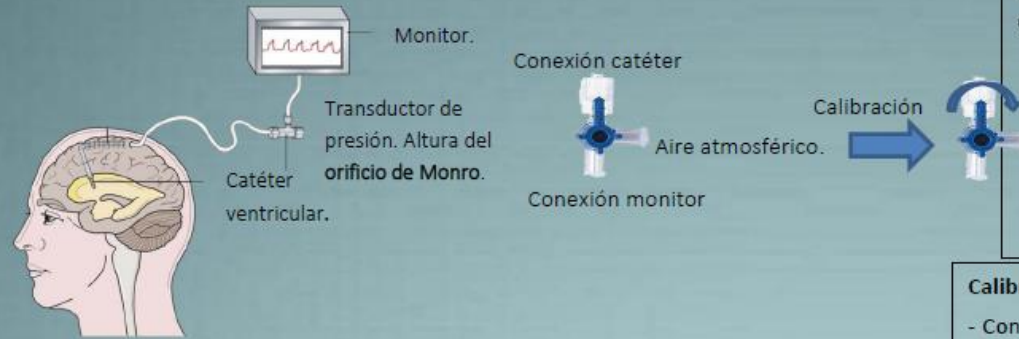 Monitor.
Conexión catéter
Transductor de
presión. Altura del
orificio de Monro.
Calibración
Aire atmosférico.
Catéter
ventricular.
Conexión monitor
Calib
- Con